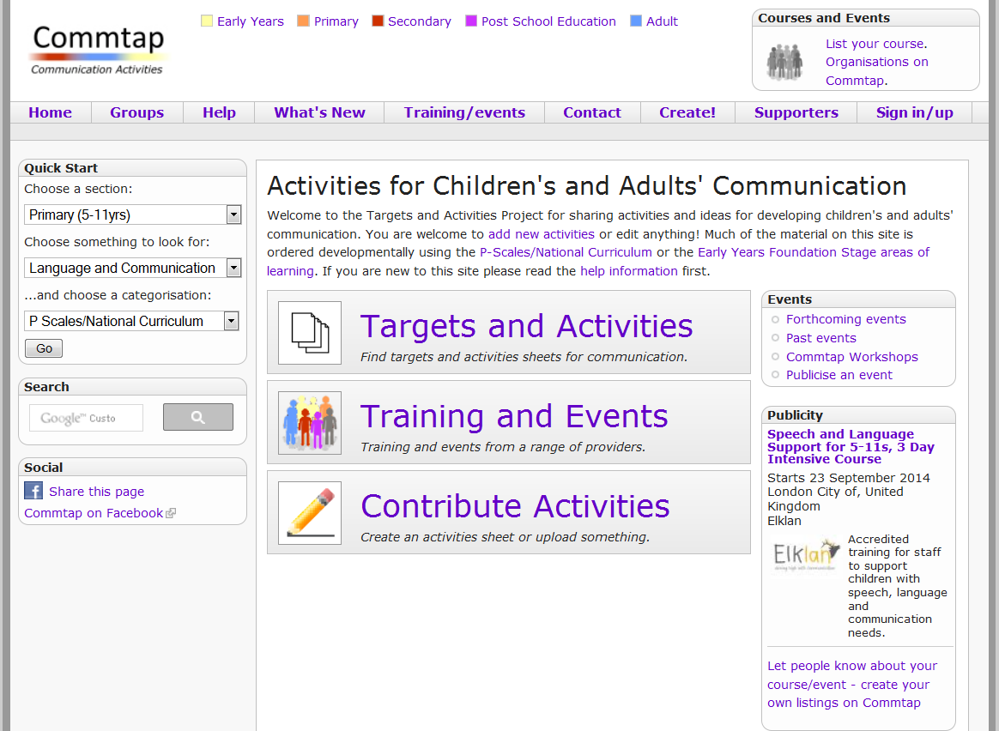 Commtap
Communication Activities
Early Years
Primary
Secondary
Post School Education
Adult
Courses and Events
List your course.
Organisations on
Commtap.
Home
Groups
Help
What's New
Training/events
Contact
Create!
Supporters
Sign in/up
Quick Start
Choose a section:
Primary (5-11yrs)
Choose something to look for:
Language and Communication
...and choose a categorisation:
P Scales/National Curriculum
Go
Search
Google™ Custo
Social
Share this page
Commtap on Facebook
Activities for Children's and Adults' Communication
Welcome to the Targets and Activities Project for sharing activities and ideas for developing children's and adults'
communication. You are welcome to add new activities or edit anything! Much of the material on this site is
ordered developmentally using the P-Scales/National Curriculum or the Early Years Foundation Stage areas of
learning. If you are new to this site please read the help information first.
Targets and Activities
Find targets and activities sheets for communication.
Training and Events
Training and events from a range of providers.
Contribute Activities
Create an activities sheet or upload something.
Events
Forthcoming events
Past events
Commtap Workshops
Publicise an event
Publicity
Speech and Language
Support for 5-11s, 3 Day
Intensive Course
Starts 23 September 2014
London City of, United
Kingdom
Elklan
Elklan
Accredited
training for staff
to support
children with
speech, language
and
communication
needs.
Let people know about your
course/event - create your
own listings on Commtap